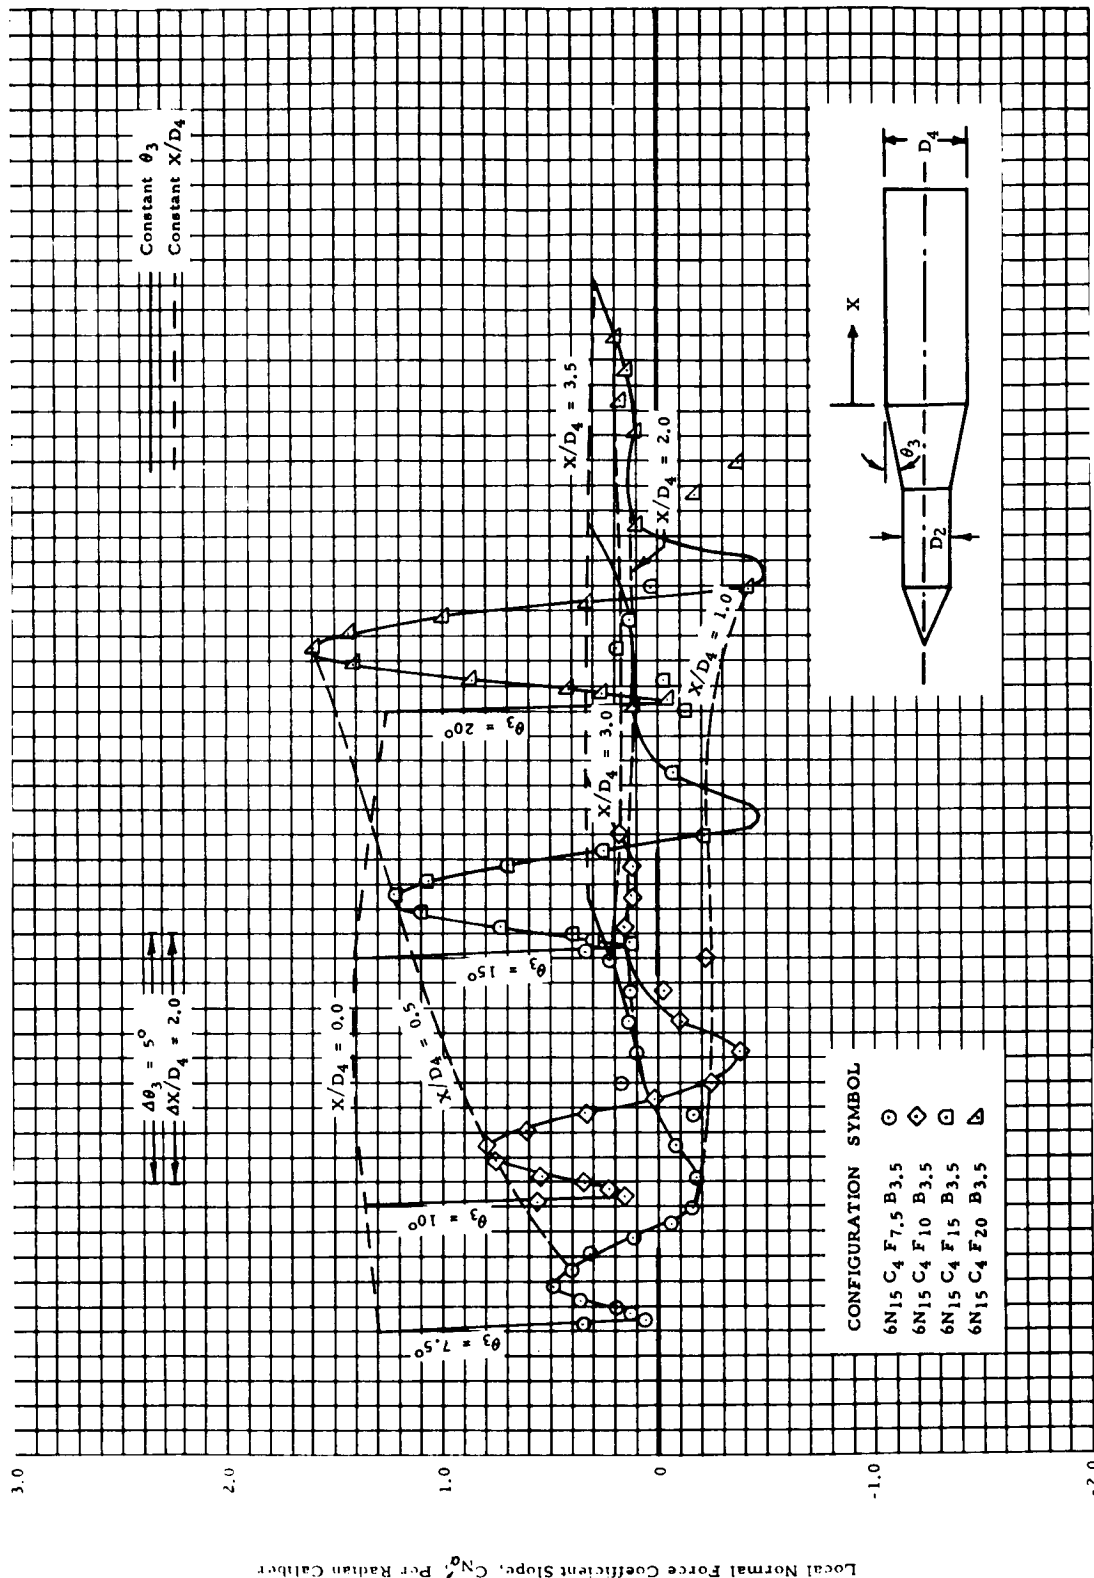 3.0
2.0
1.0
0
-1.0
-2.0
Local Normal Force Coefficient Slope, C'Nα, Per Radian Caliber
Constant θ3
Constant X/D4
Δθ3 = 5°
ΔX/D4 = 2.0
X/D4 = 0.0
X/D4 = 0.5
X/D4 = 3.5
X/D4 = 3.0
X/D4 = 2.0
X/D4 = 1.0
θ3 = 7.5°
θ3 = 10°
θ3 = 15°
θ3 = 20°
CONFIGURATION SYMBOL
6N15 C4 F7.5 B3.5
6N15 C4 F10 B3.5
6N15 C4 F15 B3.5
6N15 C4 F20 B3.5
X
θ3
D2
D4